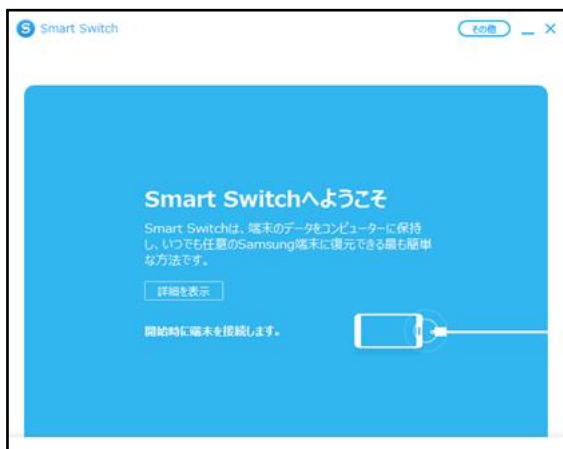 S Smart Switch
その他
Smart Switchへようこそ
Smart Switchは、端末のデータをコンピューターに保持
し、いつでも任意のSamsung端末に復元できる最も簡単
な方法です。
詳細を表示
開始時に端末を接続します。